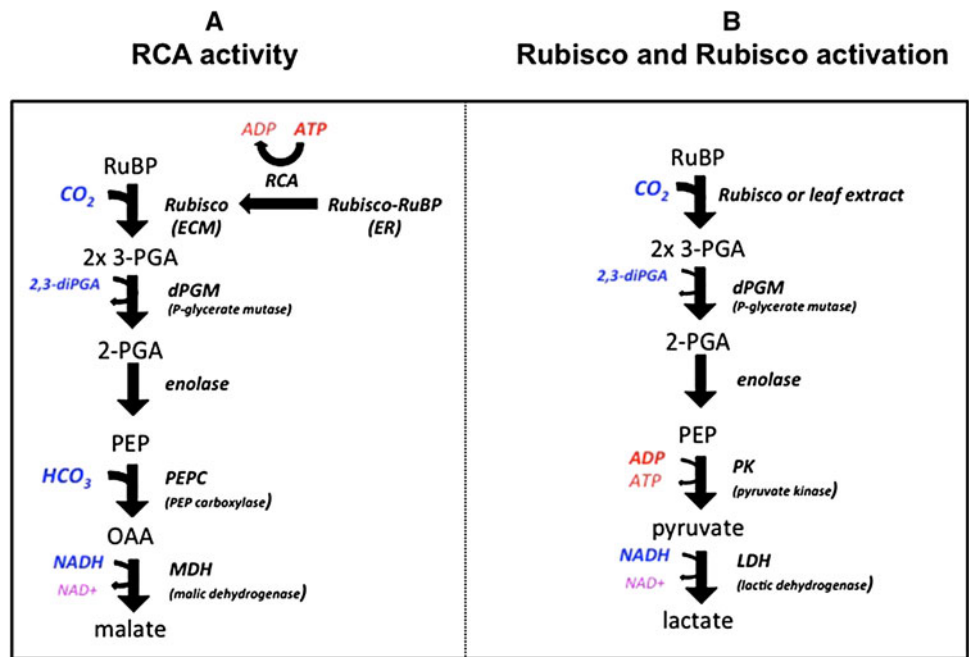 A
RCA activity
ADP ATP
RCA
RuBP
CO2
Rubisco
(ECM)
Rubisco-RuBP
(ER)
2x 3-PGA
2,3-diPGA
dPGM
(P-glycerate mutase)
2-PGA
enolase
PEP
HCO3
PEPC
(PEP carboxylase)
OAA
NADH
NAD+
MDH
(malic dehydrogenase)
malate
B
Rubisco and Rubisco activation
RuBP
CO2
Rubisco or leaf extract
2x 3-PGA
2,3-diPGA
dPGM
(P-glycerate mutase)
2-PGA
enolase
PEP
ADP
ATP
PK
(pyruvate kinase)
pyruvate
NADH
NAD+
LDH
(lactic dehydrogenase)
lactate